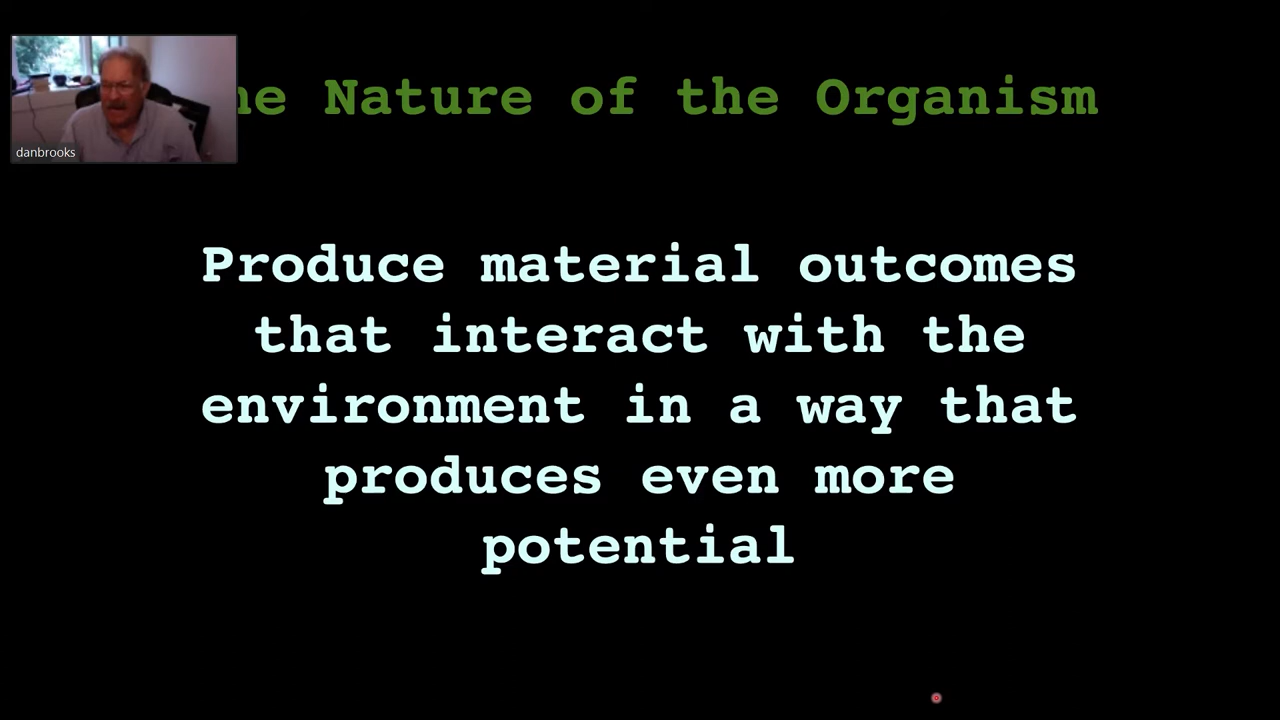 he Nature of the Organism
danbrooks
Produce material outcomes
that interact with the
environment in a way that
produces even more
potential